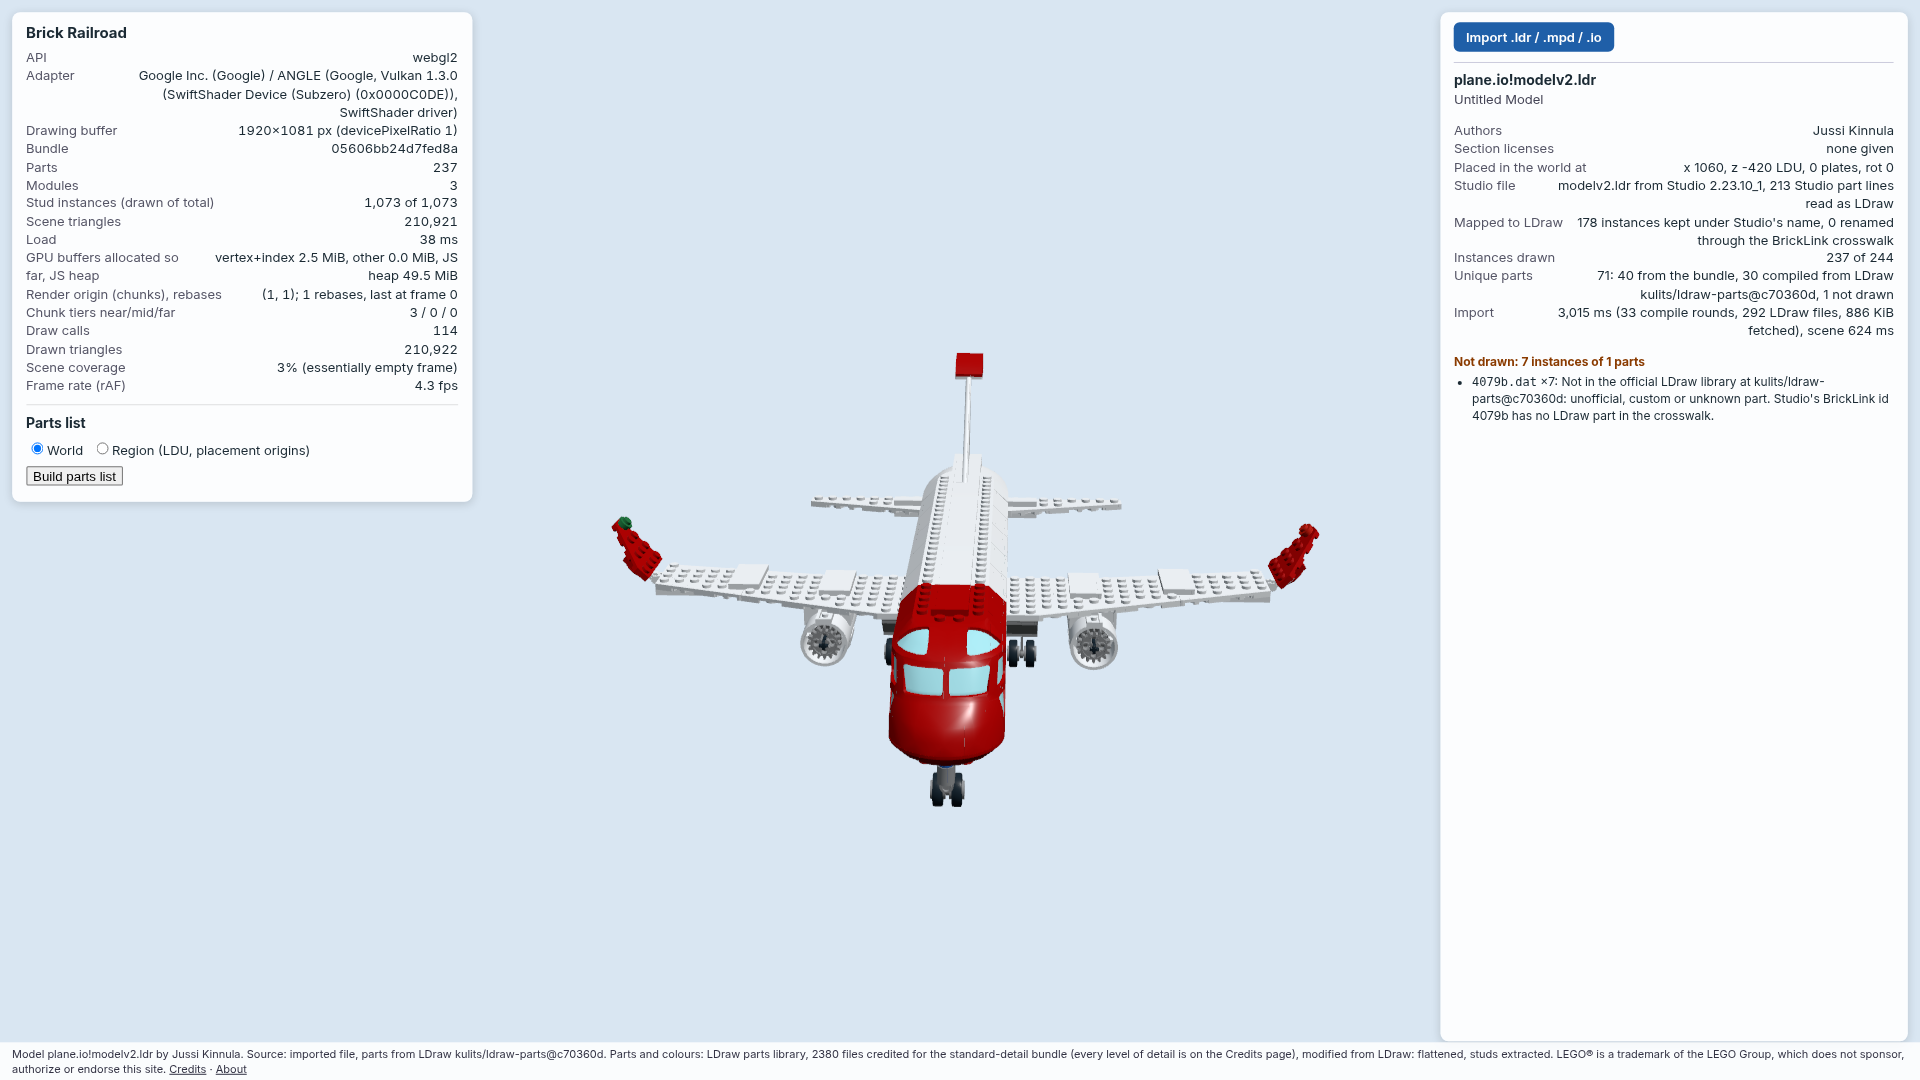 Brick Railroad
API webgl2
Adapter Google Inc. (Google) / ANGLE (Google, Vulkan 1.3.0
(SwiftShader Device (Subzero) (0x0000C0DE)),
SwiftShader driver)
Drawing buffer 1920×1081 px (devicePixelRatio 1)
Bundle 05606bb24d7fed8a
Parts 237
Modules 3
Stud instances (drawn of total) 1,073 of 1,073
Scene triangles 210,921
Load 38 ms
GPU buffers allocated so vertex+index 2.5 MiB, other 0.0 MiB, JS
far, JS heap heap 49.5 MiB
Render origin (chunks), rebases (1, 1); 1 rebases, last at frame 0
Chunk tiers near/mid/far 3 / 0 / 0
Draw calls 114
Drawn triangles 210,922
Scene coverage 3% (essentially empty frame)
Frame rate (rAF) 4.3 fps
Parts list
World Region (LDU, placement origins)
Build parts list
Import .ldr / .mpd / .io
plane.io!modelv2.ldr
Untitled Model
Authors Jussi Kinnula
Section licenses none given
Placed in the world at x 1060, z -420 LDU, 0 plates, rot 0
Studio file modelv2.ldr from Studio 2.23.10_1, 213 Studio part lines
read as LDraw
Mapped to LDraw 178 instances kept under Studio's name, 0 renamed
through the BrickLink crosswalk
Instances drawn 237 of 244
Unique parts 71: 40 from the bundle, 30 compiled from LDraw
kulits/ldraw-parts@c70360d, 1 not drawn
Import 3,015 ms (33 compile rounds, 292 LDraw files, 886 KiB
fetched), scene 624 ms
Not drawn: 7 instances of 1 parts
• 4079b.dat ×7: Not in the official LDraw library at kulits/ldraw-
parts@c70360d: unofficial, custom or unknown part. Studio's BrickLink id
4079b has no LDraw part in the crosswalk.
Model plane.io!modelv2.ldr by Jussi Kinnula. Source: imported file, parts from LDraw kulits/ldraw-parts@c70360d. Parts and colours: LDraw parts library, 2380 files credited for the standard-detail bundle (every level of detail is on the Credits page), modified from LDraw: flattened, studs extracted. LEGO® is a trademark of the LEGO Group, which does not sponsor,
authorize or endorse this site. Credits · About